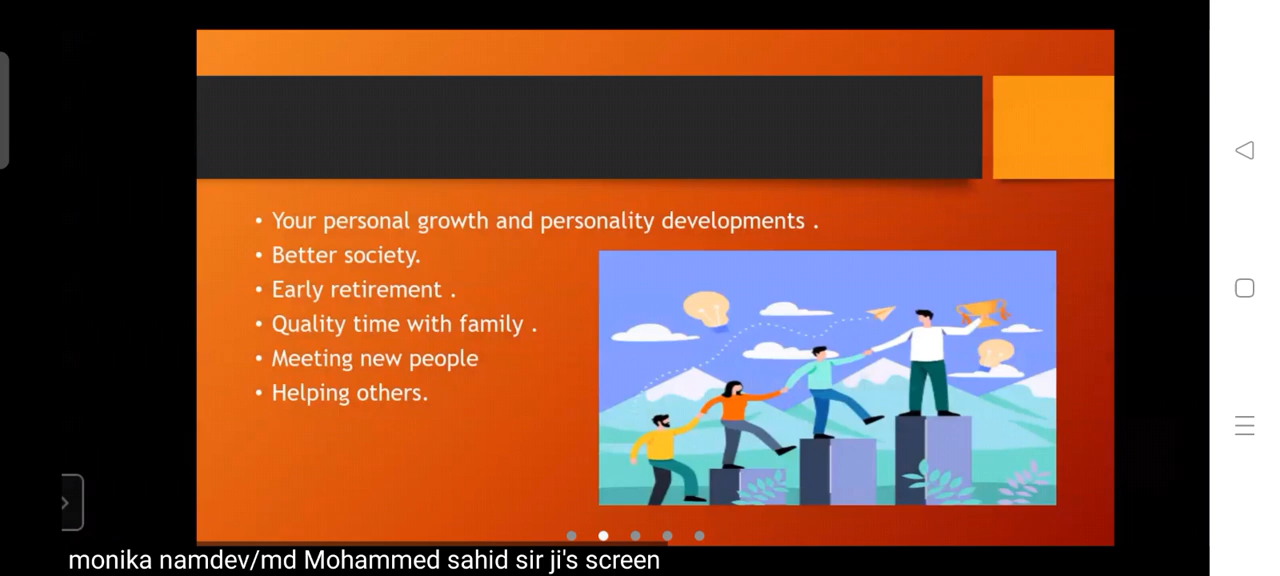 • Your personal growth and personality developments .
• Better society.
• Early retirement .
• Quality time with family .
• Meeting new people
• Helping others.
monika namdev/md Mohammed sahid sir ji's screen